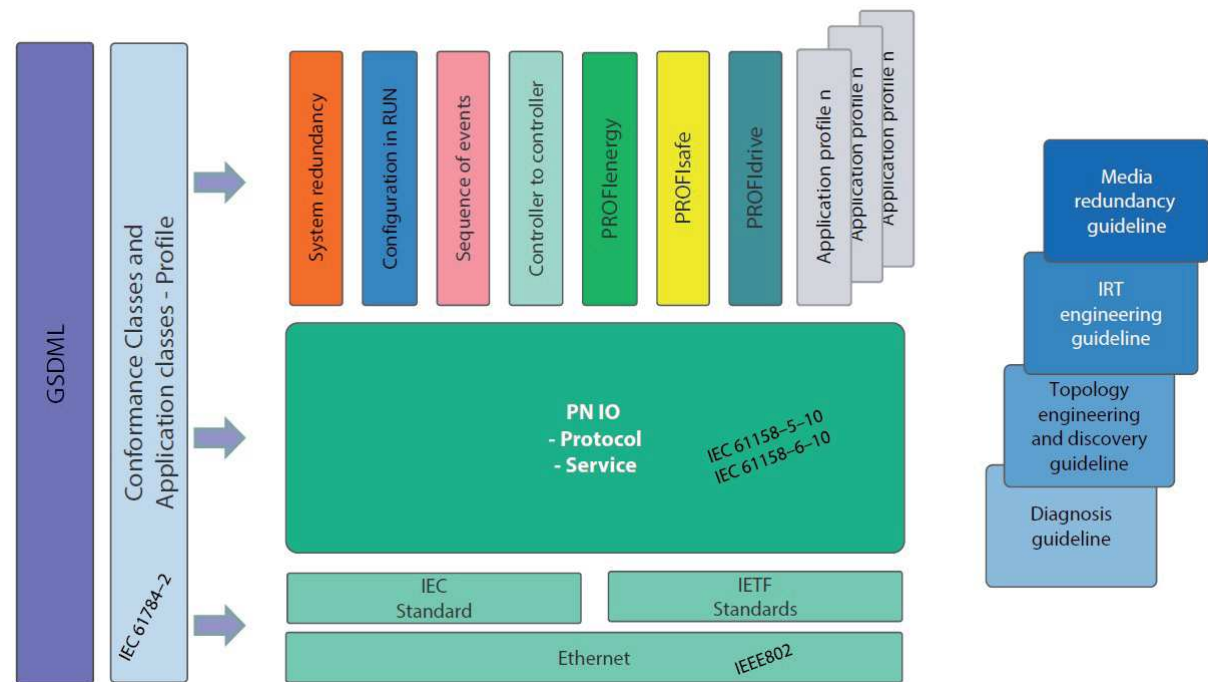 GSDML
Conformance Classes and
Application classes - Profile
IEC 61784–2
System redundancy
Configuration in RUN
Sequence of events
Controller to controller
PROFIenergy
PROFIsafe
PROFIdrive
Application profile n
Application profile n
Application profile n
PN IO
- Protocol
- Service
IEC 61158–5–10
IEC 61158–6–10
IEC
Standard
IETF
Standards
Ethernet
IEEE802
Media
redundancy
guideline
IRT
engineering
guideline
Topology
engineering
and discovery
guideline
Diagnosis
guideline